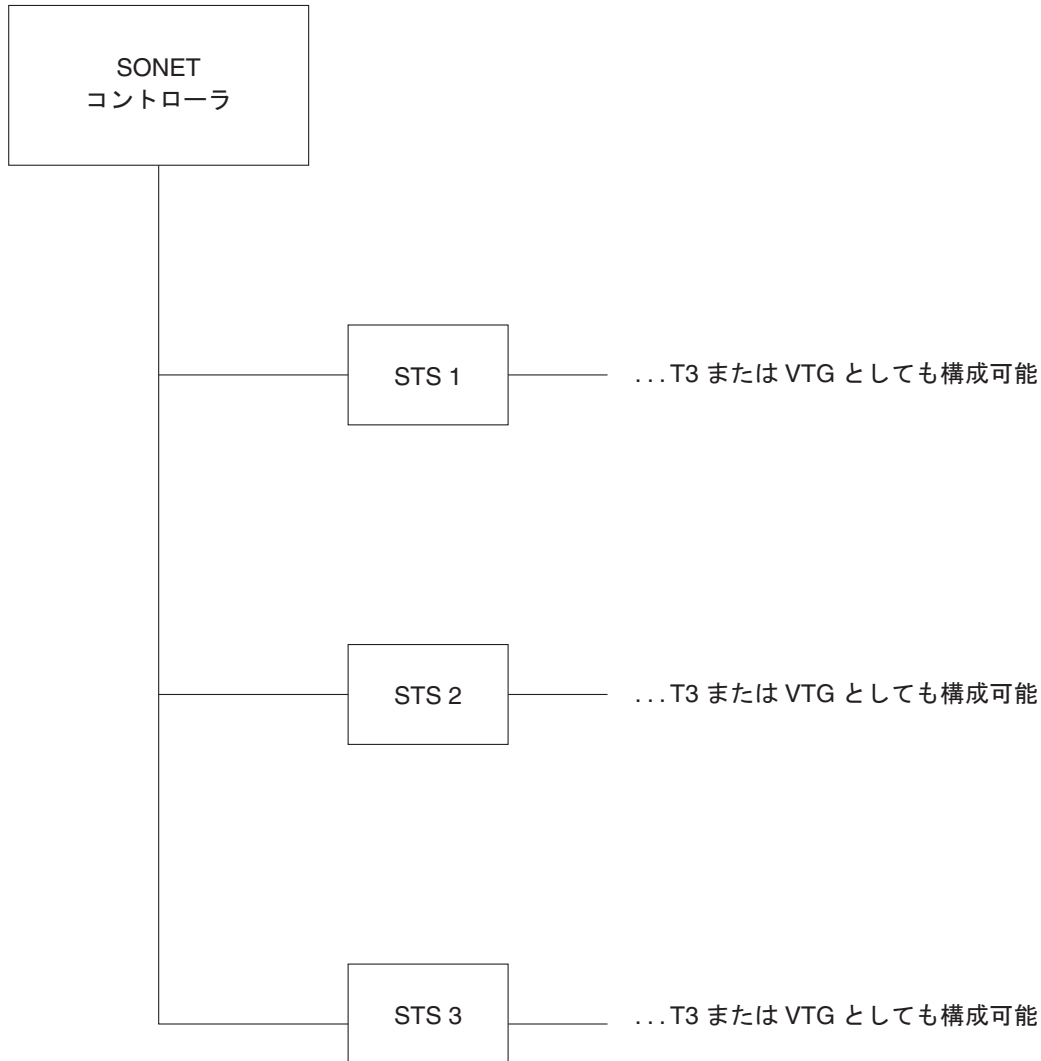 SONET
コントローラ
STS 1
...T3 または VTG としても構成可能
STS 2
...T3 または VTG としても構成可能
STS 3
...T3 または VTG としても構成可能